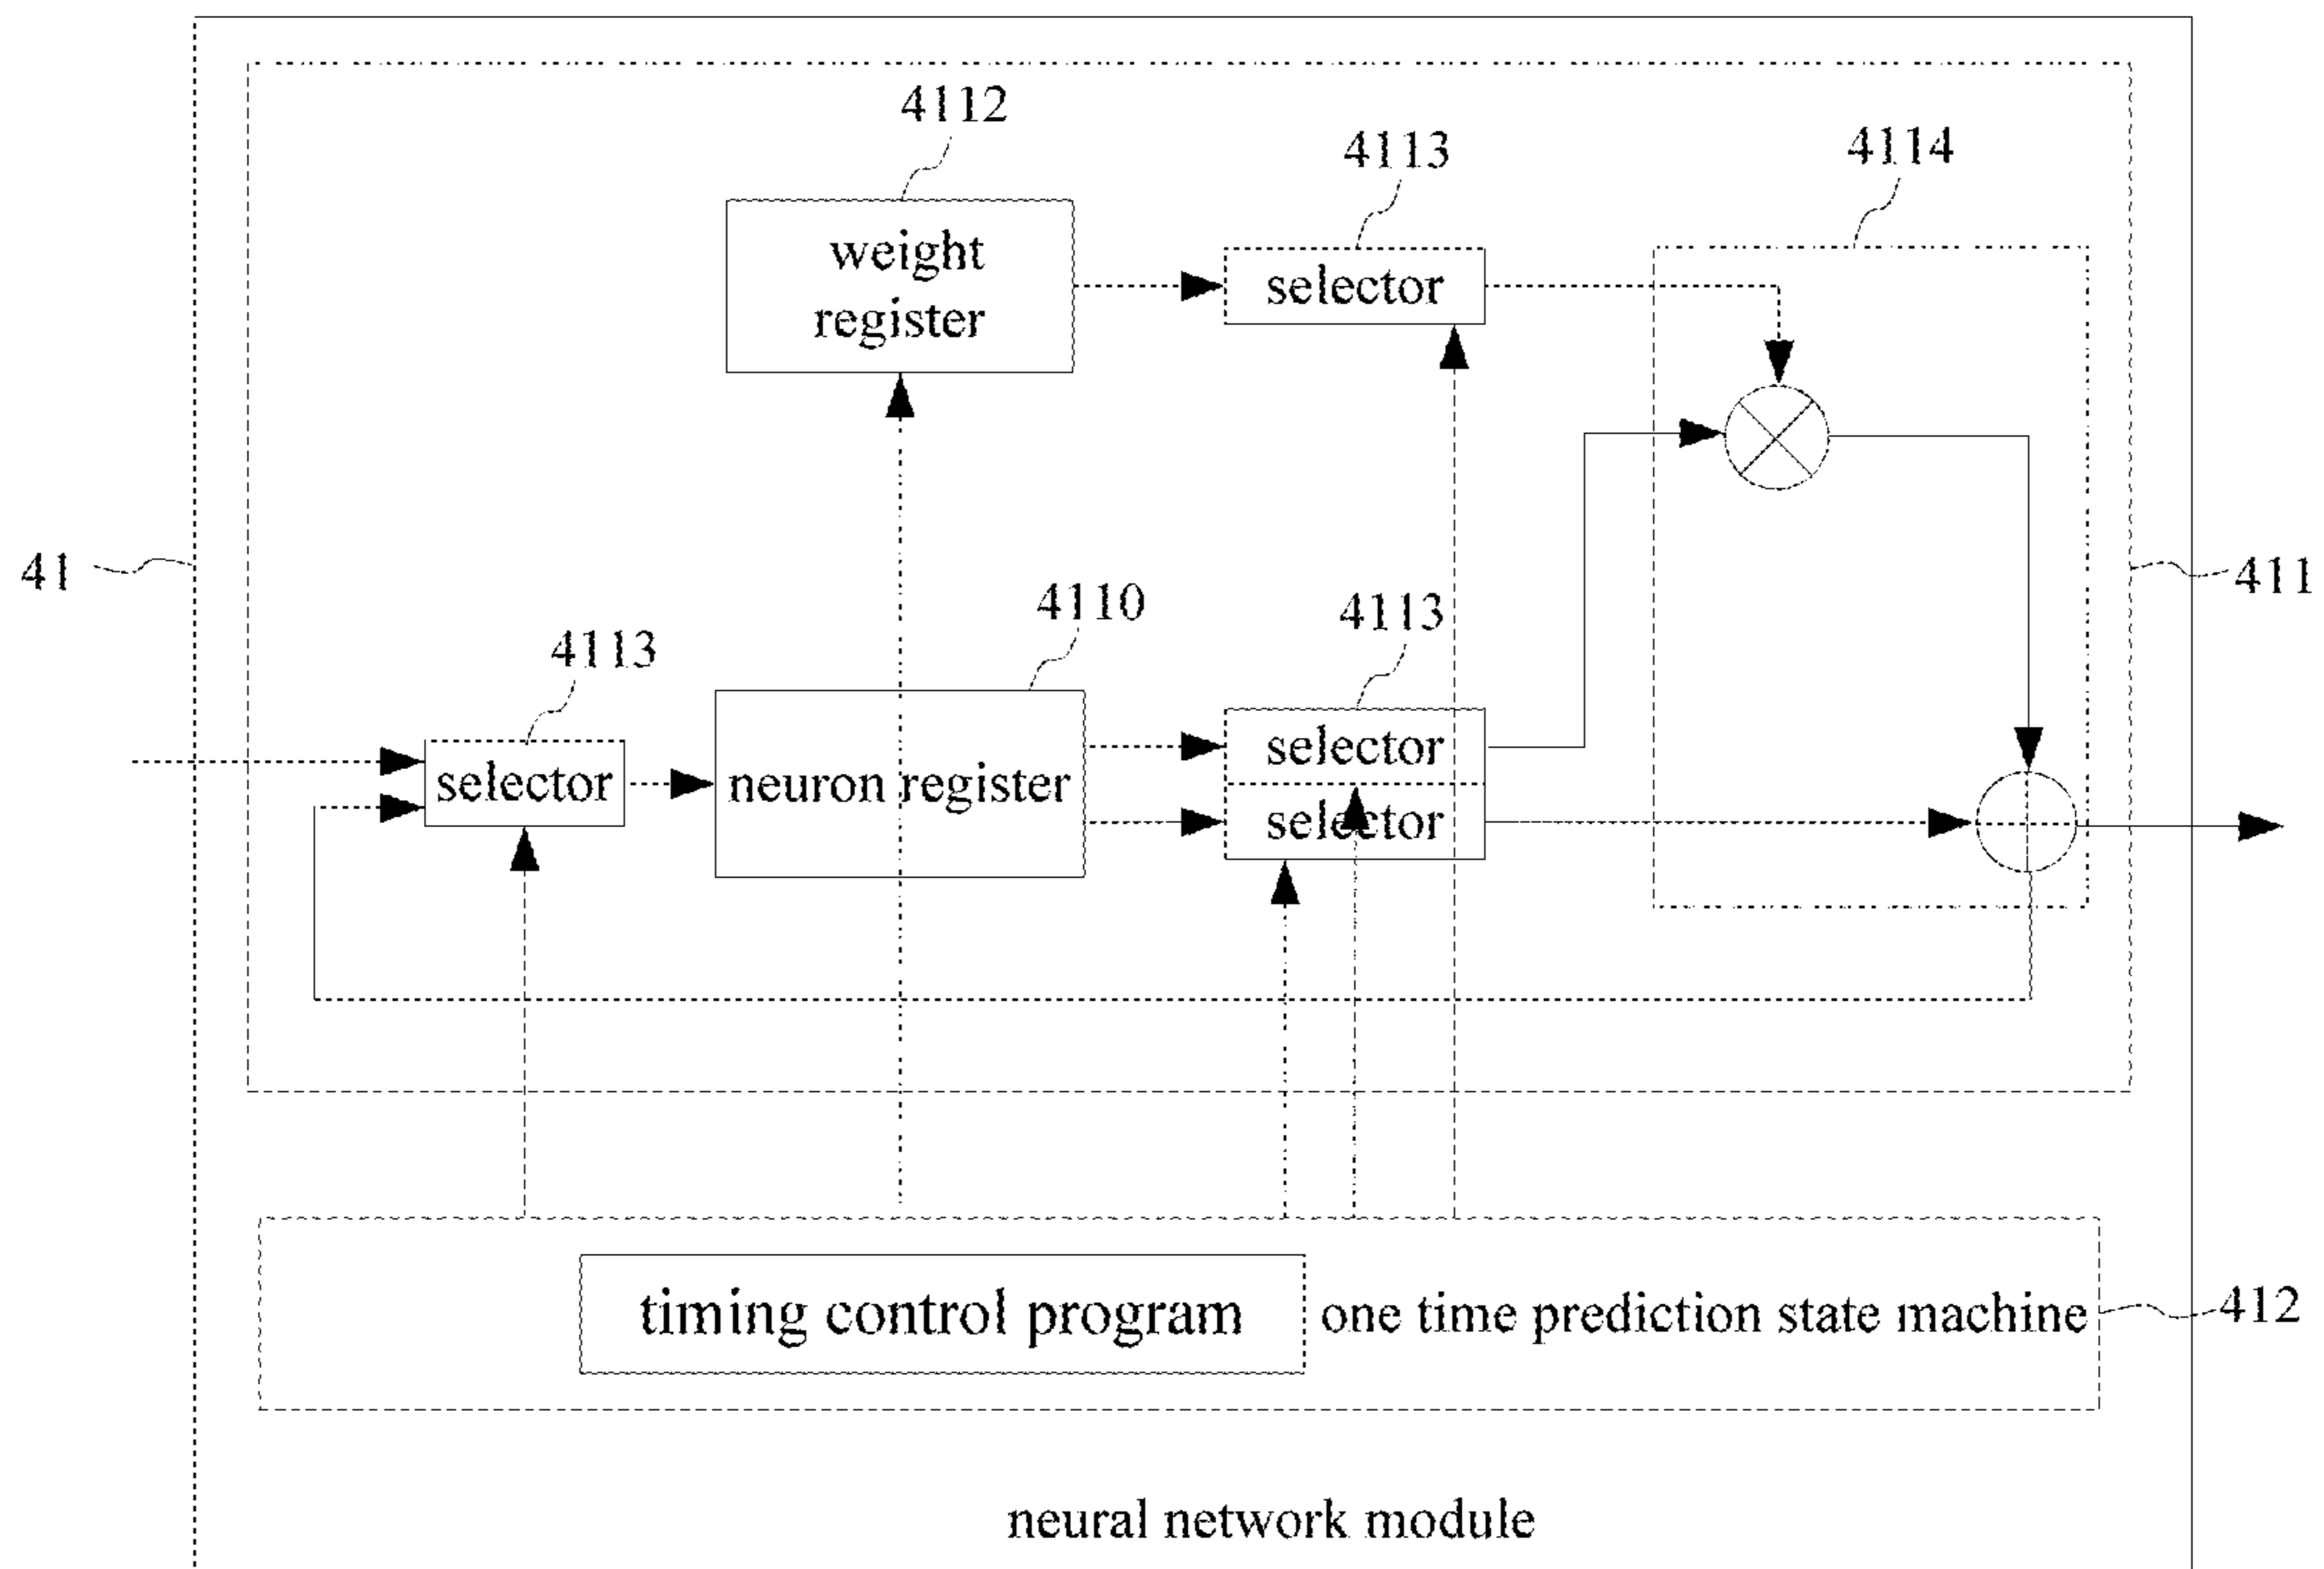 4112
4113
4114
weight
register
selector
41
411
4110
4113
4113
selector
neuron register
selector
selector
timing control program
one time prediction state machine
412
neural network module